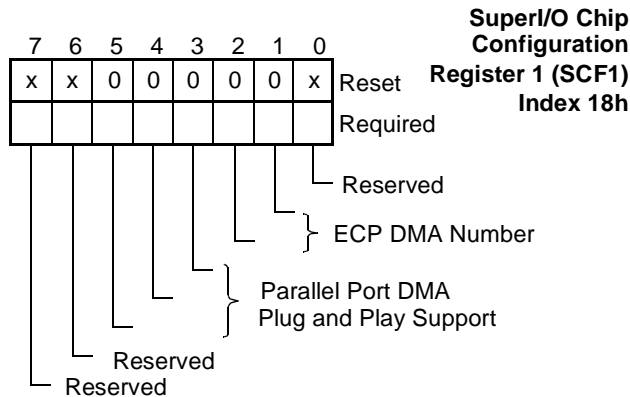 SuperI/O Chip
Configuration
Register 1 (SCF1)
Index 18h
7 6 5 4 3 2 1 0
x x 0 0 0 0 0 x Reset
Required
Reserved
ECP DMA Number
Parallel Port DMA
Plug and Play Support
Reserved
Reserved